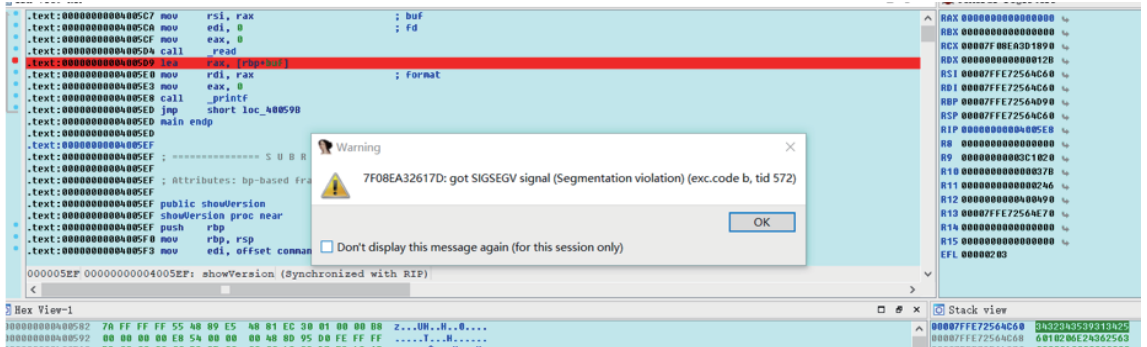 .text:00000000004005C7 mov rsi, rax ; buf
.text:00000000004005CA mov edi, 0 ; fd
.text:00000000004005CF mov eax, 0
.text:00000000004005D4 call _read
.text:00000000004005D9 lea rax, [rbp+buf]
.text:00000000004005E0 mov rdi, rax ; format
.text:00000000004005E3 mov eax, 0
.text:00000000004005E8 call _printf
.text:00000000004005ED jmp short loc_40059B
.text:00000000004005ED main endp
.text:00000000004005ED
.text:00000000004005EF
.text:00000000004005EF ; =============== S U B R
.text:00000000004005EF
.text:00000000004005EF ; Attributes: bp-based fra
.text:00000000004005EF
.text:00000000004005EF public showVersion
.text:00000000004005EF showVersion proc near
.text:00000000004005EF push rbp
.text:00000000004005F0 mov rbp, rsp
.text:00000000004005F3 mov edi, offset comman
000005EF 00000000004005EF: showVersion (Synchronized with RIP)
Warning
7F08EA32617D: got SIGSEGV signal (Segmentation violation) (exc.code b, tid 572)
OK
Don't display this message again (for this session only)
RAX 0000000000000000
RBX 0000000000000000
RCX 00007F08EA3D1890
RDX 000000000000012B
RSI 00007FFE72564C60
RDI 00007FFE72564C60
RBP 00007FFE72564D90
RSP 00007FFE72564C60
RIP 00000000004005E8
R8 0000000000000000
R9 00000000003C1020
R10 000000000000037B
R11 0000000000000246
R12 0000000000400490
R13 00007FFE72564E70
R14 0000000000000000
R15 0000000000000000
EFL 00000203
Hex View-1
0000000000400582 7A FF FF FF 55 48 89 E5 48 81 EC 30 01 00 00 B8 z...UH..H..0....
0000000000400592 00 00 00 00 E8 54 00 00 00 48 8D 95 D0 FE FF FF .....T...H......
Stack view
00007FFE72564C60 3432343539313425
00007FFE72564C68 6010206E24362563